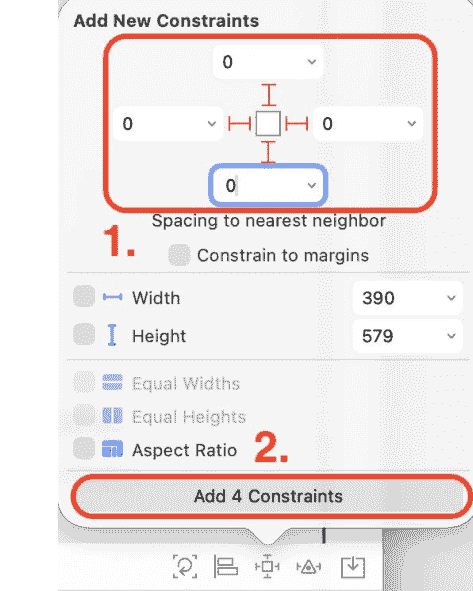 Add New Constraints
0
0 0
0
Spacing to nearest neighbor
1.
Constrain to margins
Width 390
Height 579
Equal Widths
Equal Heights
Aspect Ratio 2.
Add 4 Constraints